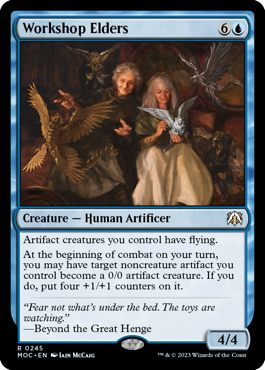 Workshop Elders 6
Creature — Human Artificer
Artifact creatures you control have flying.
At the beginning of combat on your turn,
you may have target noncreature artifact you
control become a 0/0 artifact creature. If you
do, put four +1/+1 counters on it.
“Fear not what’s under the bed. The toys are
watching.”
—Beyond the Great Henge
4/4
R 0245
MOC • EN Iain McCaig
™ & © 2023 Wizards of the Coast